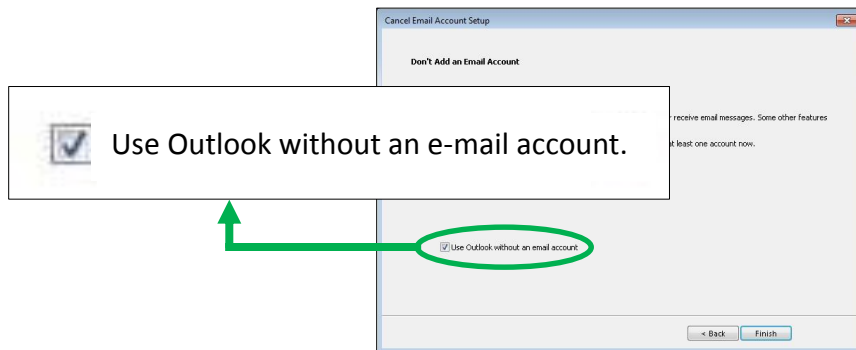 Cancel Email Account Setup
Don't Add an Email Account
receive email messages. Some other features
at least one account now.
Use Outlook without an e-mail account.
Use Outlook without an email account
< Back Finish